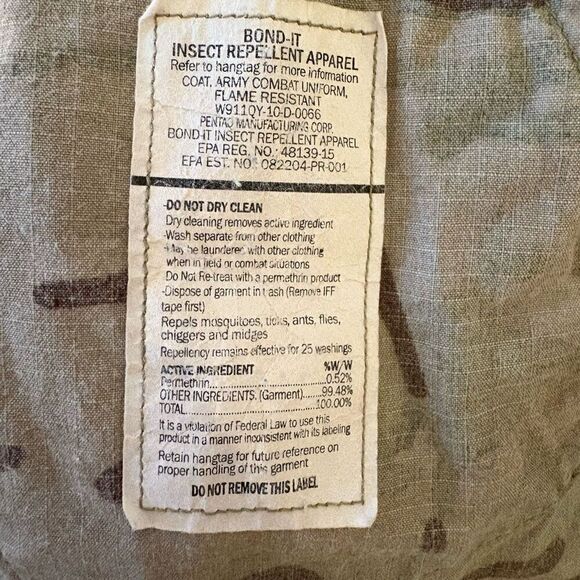 BOND-IT
INSECT REPELLENT APPAREL
Refer to hangtag for more information
COAT, ARMY COMBAT UNIFORM,
FLAME RESISTANT
W911QY-10-D-0066
PENTAQ MANUFACTURING CORP.
BOND-IT INSECT REPELLENT APPAREL
EPA REG. NO.: 48139-15
EPA EST. NO.: 082204-PR-001
-DO NOT DRY CLEAN
Dry cleaning removes active ingredient
-Wash separate from other clothing
-May be laundered with other clothing
when in field or combat situations
Do Not Re-treat with a permethrin product
-Dispose of garment in trash (Remove IFF
tape first)
Repels mosquitoes, ticks, ants, flies,
chiggers and midges
Repellency remains effective for 25 washings
ACTIVE INGREDIENT %W/W
Permethrin...0.52%
OTHER INGREDIENTS. (Garment)...99.48%
TOTAL...100.00%
It is a violation of Federal Law to use this
product in a manner inconsistent with its labeling
Retain hangtag for future reference on
proper handling of this garment
DO NOT REMOVE THIS LABEL